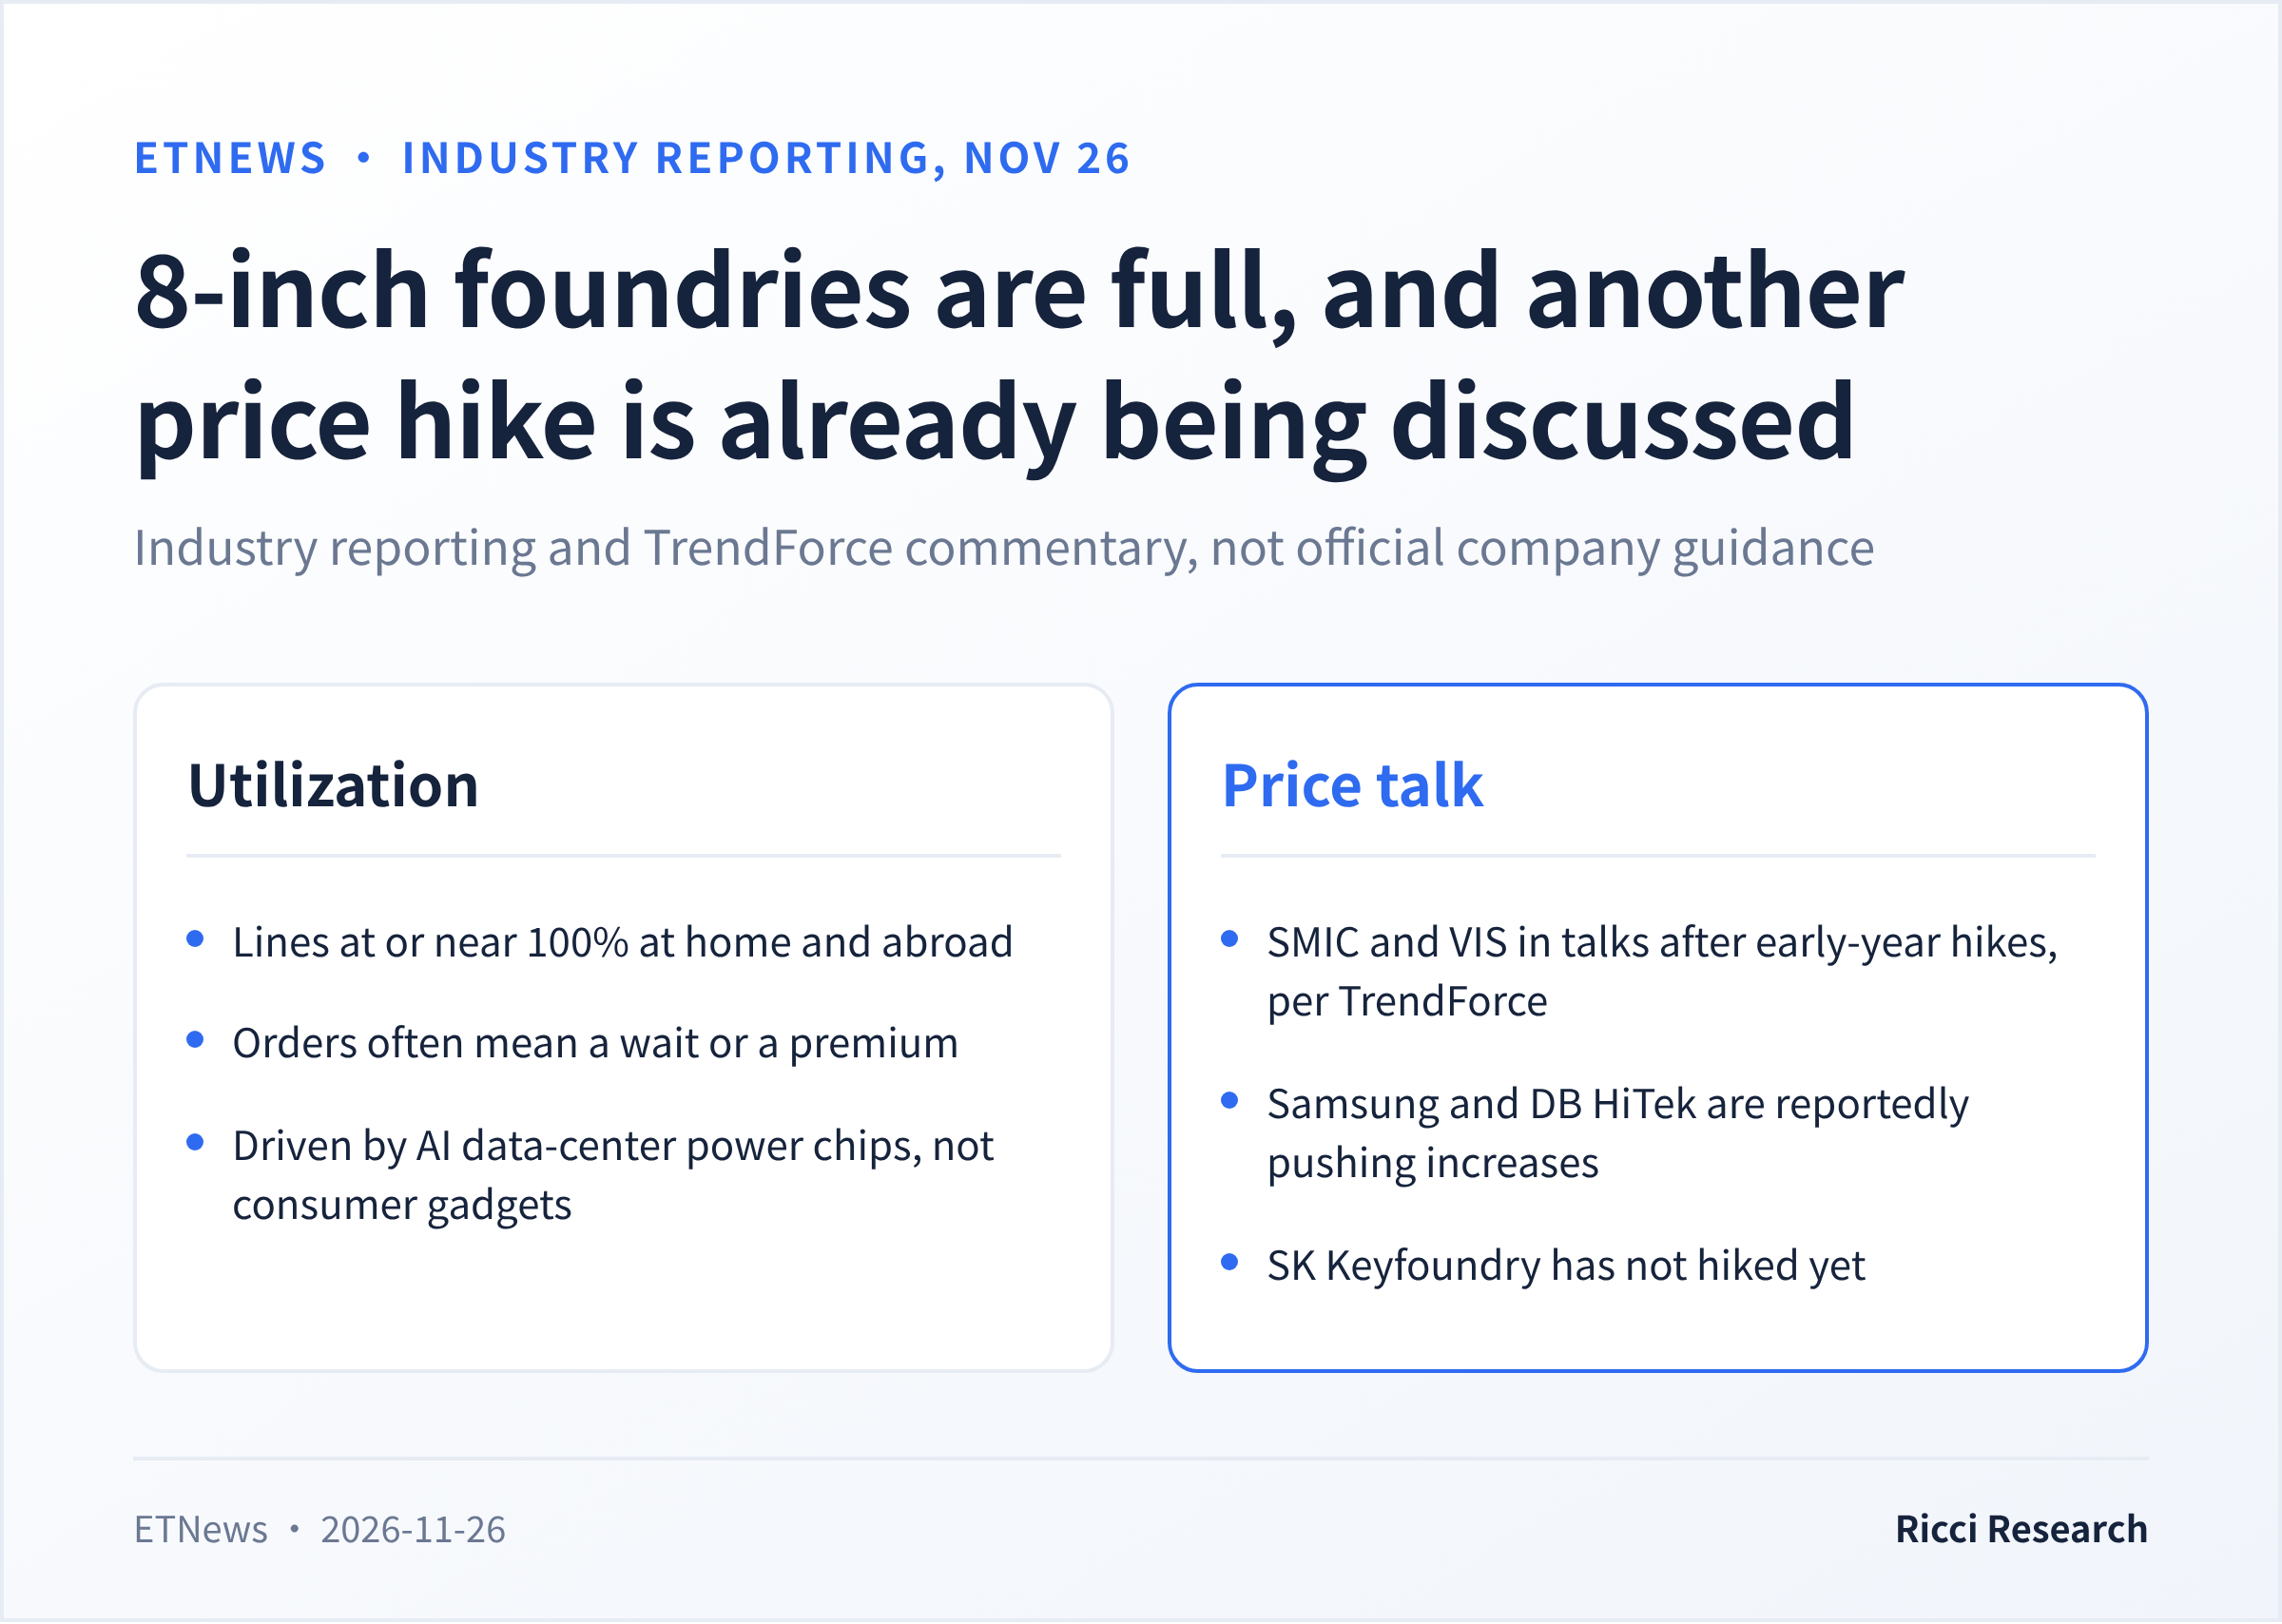 ETNEWS • INDUSTRY REPORTING, NOV 26
8-inch foundries are full, and another
price hike is already being discussed
Industry reporting and TrendForce commentary, not official company guidance
Utilization
• Lines at or near 100% at home and abroad
• Orders often mean a wait or a premium
• Driven by AI data-center power chips, not
consumer gadgets
Price talk
• SMIC and VIS in talks after early-year hikes,
per TrendForce
• Samsung and DB HiTek are reportedly
pushing increases
• SK Keyfoundry has not hiked yet
ETNews • 2026-11-26
Ricci Research